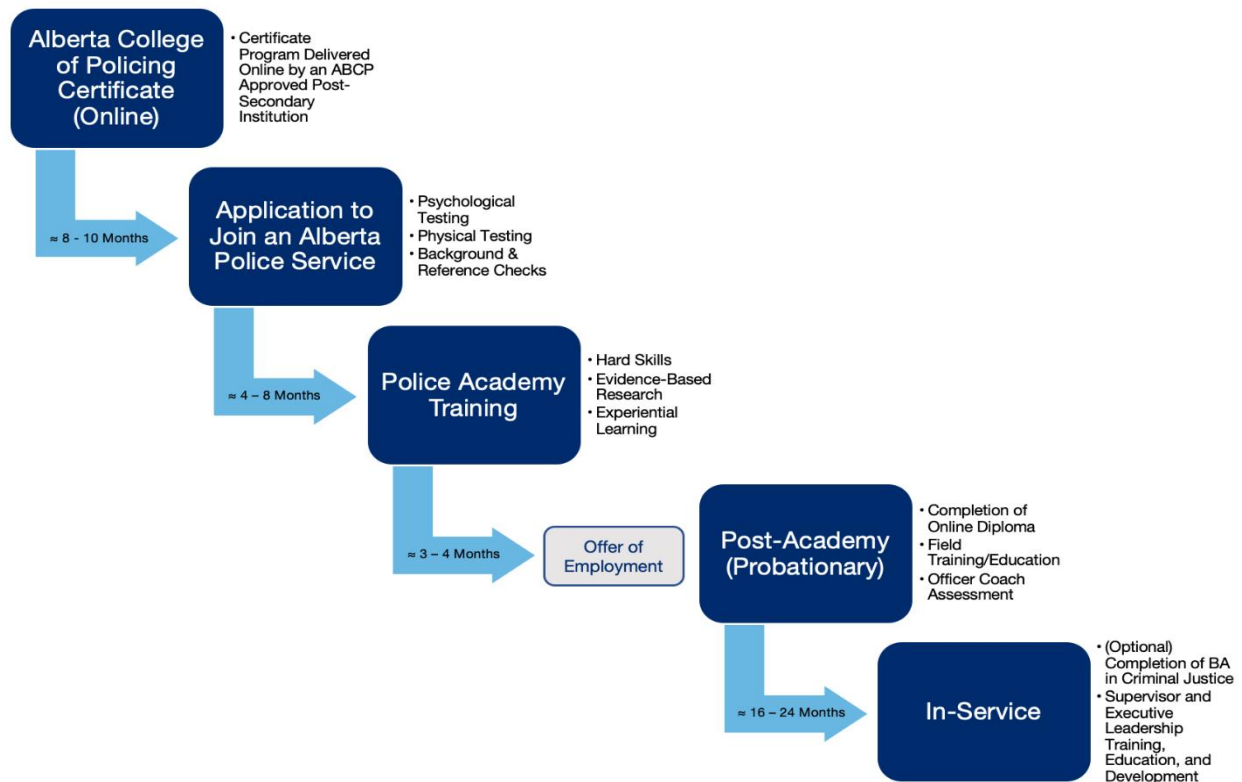 Alberta College
of Policing
Certificate
(Online)
• Certificate
Program Delivered
Online by an ABCP
Approved Post-
Secondary
Institution
≈ 8 - 10 Months
Application to
Join an Alberta
Police Service
• Psychological
Testing
• Physical Testing
• Background &
Reference Checks
≈ 4 – 8 Months
Police Academy
Training
• Hard Skills
• Evidence-Based
Research
• Experiential
Learning
≈ 3 – 4 Months
Offer of
Employment
Post-Academy
(Probationary)
• Completion of
Online Diploma
• Field
Training/Education
• Officer Coach
Assessment
≈ 16 – 24 Months
In-Service
• (Optional)
Completion of BA
in Criminal Justice
• Supervisor and
Executive
Leadership
Training,
Education, and
Development